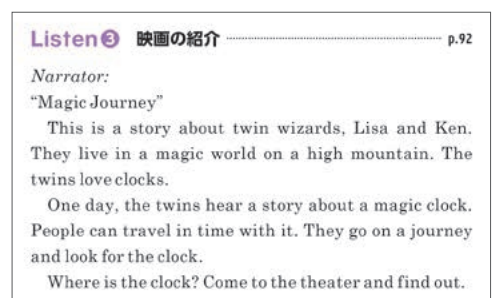 Listen❸ 映画の紹介 p.92
Narrator:
“Magic Journey”
This is a story about twin wizards, Lisa and Ken.
They live in a magic world on a high mountain. The
twins love clocks.
One day, the twins hear a story about a magic clock.
People can travel in time with it. They go on a journey
and look for the clock.
Where is the clock? Come to the theater and find out.